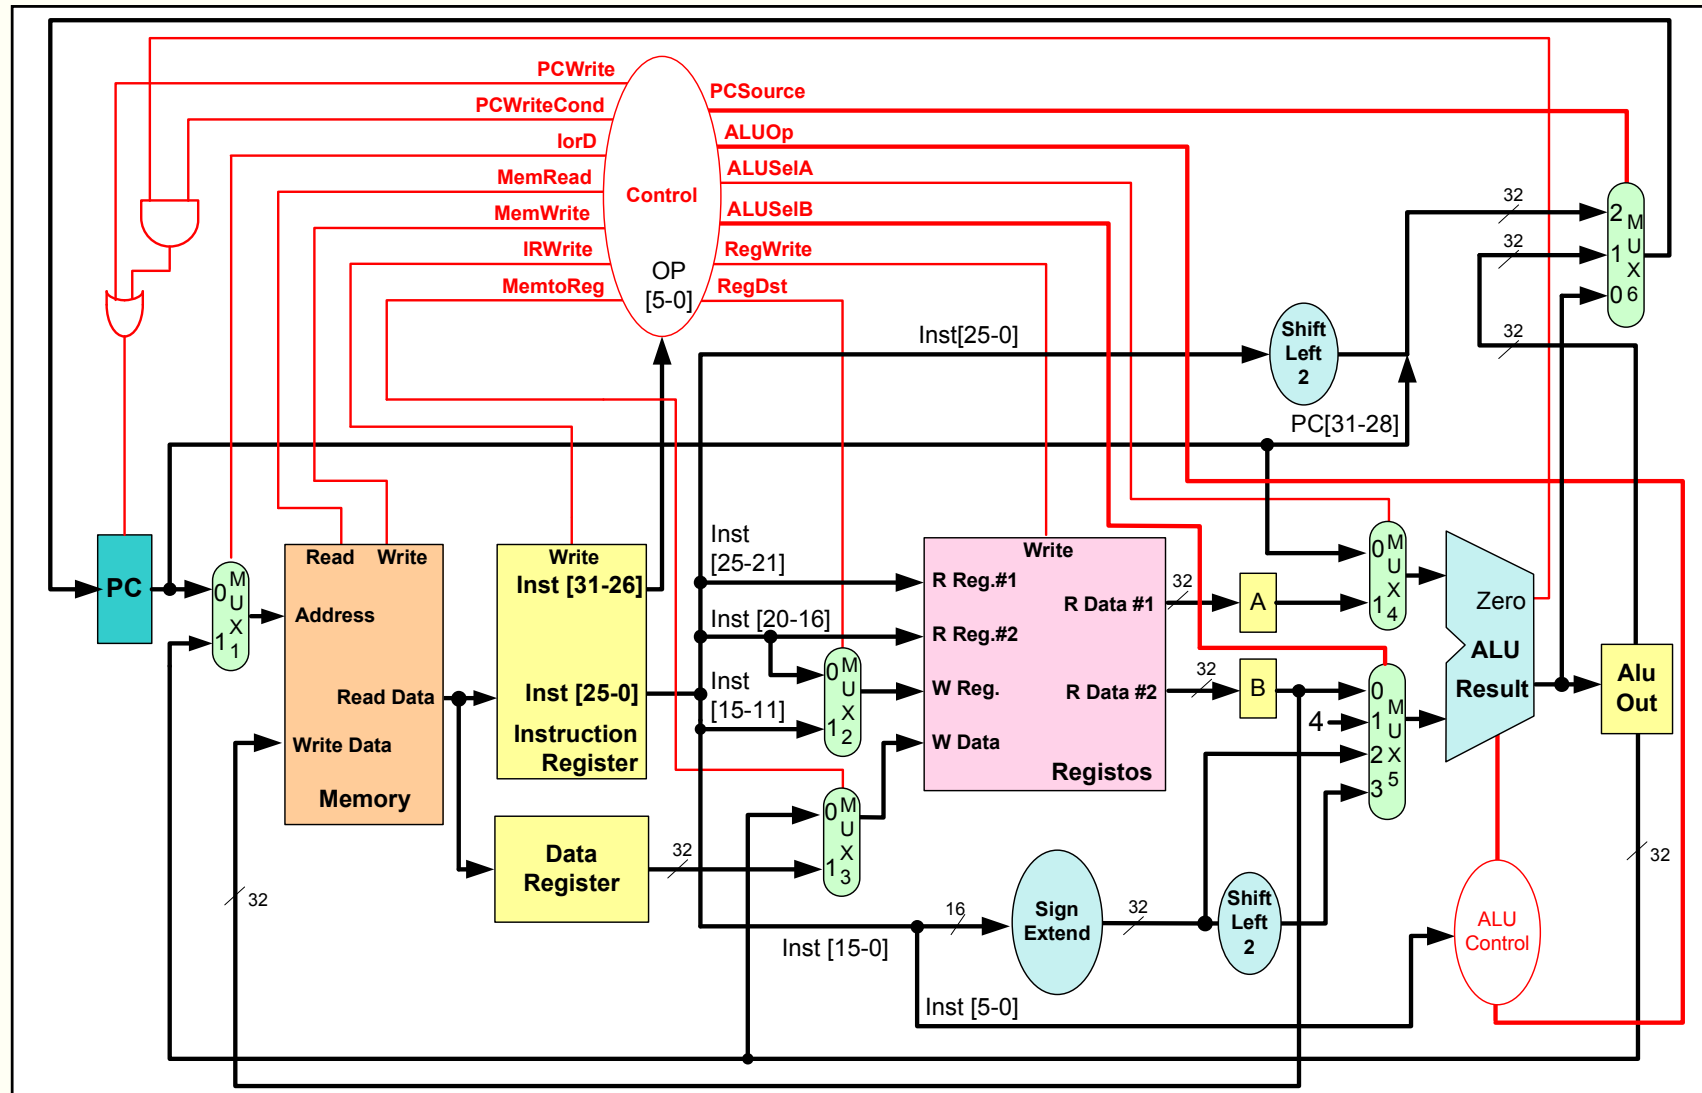 PCWrite
PCWriteCond
IorD
MemRead
MemWrite
IRWrite
MemtoReg
Control
OP
[5-0]
PCSource
ALUOp
ALUSelA
ALUSelB
RegWrite
RegDst
Inst[25-0]
Shift
Left
2
PC[31-28]
32
32
32
2
1
0
M
U
X
6
PC
0
1
M
U
X
1
Read Write
Address
Read Data
Write Data
Memory
Write
Inst [31-26]
Inst [25-0]
Instruction
Register
Data
Register
32
32
Inst
[25-21]
Inst [20-16]
Inst
[15-11]
0
1
M
U
X
2
0
1
M
U
X
3
Write
R Reg.#1
R Reg.#2
W Reg.
W Data
R Data #1
R Data #2
Registos
32
32
A
B
4
0
1
M
U
X
4
0
1
2
3
M
U
X
5
Zero
ALU
Result
Alu
Out
32
Inst [15-0]
16
Sign
Extend
32
Shift
Left
2
Inst [5-0]
ALU
Control